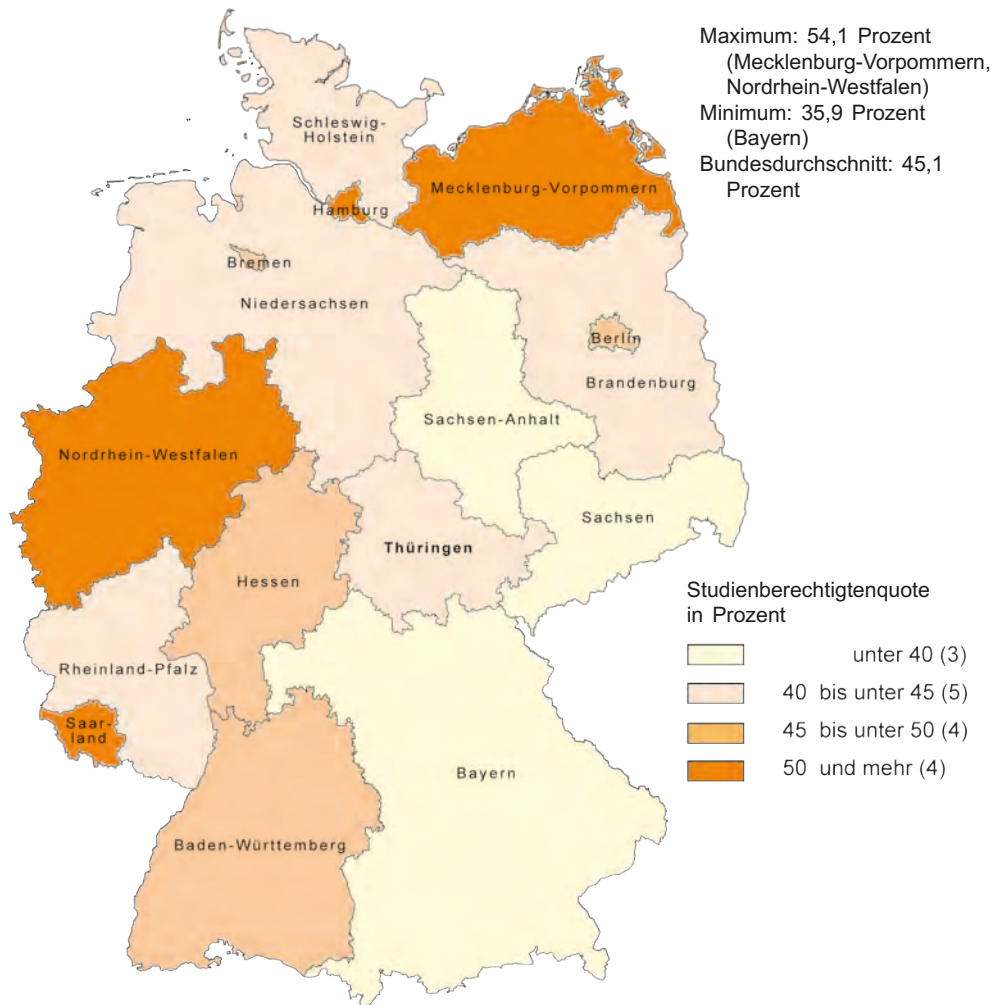 Maximum: 54,1 Prozent
(Mecklenburg-Vorpommern,
Nordrhein-Westfalen)
Minimum: 35,9 Prozent
(Bayern)
Bundesdurchschnitt: 45,1
Prozent
Schleswig-
Holstein
Mecklenburg-Vorpommern
Hamburg
Bremen
Niedersachsen
Berlin
Brandenburg
Sachsen-Anhalt
Nordrhein-Westfalen
Sachsen
Thüringen
Hessen
Rheinland-Pfalz
Saar-
land
Bayern
Baden-Württemberg
Studienberechtigtenquote
in Prozent
unter 40 (3)
40 bis unter 45 (5)
45 bis unter 50 (4)
50 und mehr (4)